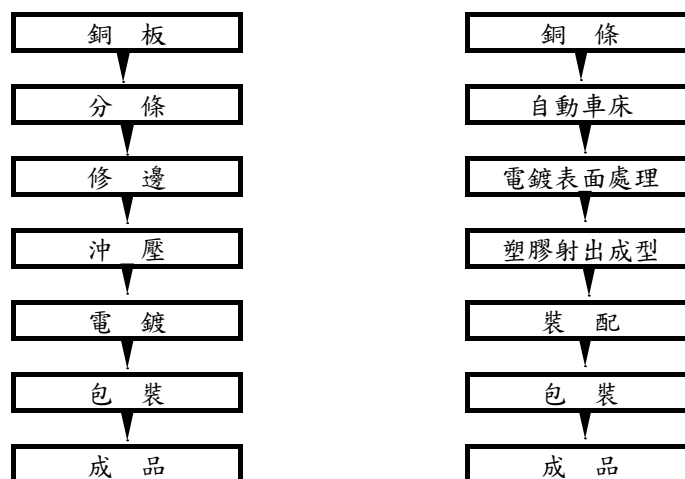 銅 板
分 條
修 邊
沖 壓
電 鍍
包 裝
成 品
銅 條
自動車床
電鍍表面處理
塑膠射出成型
裝 配
包 裝
成 品